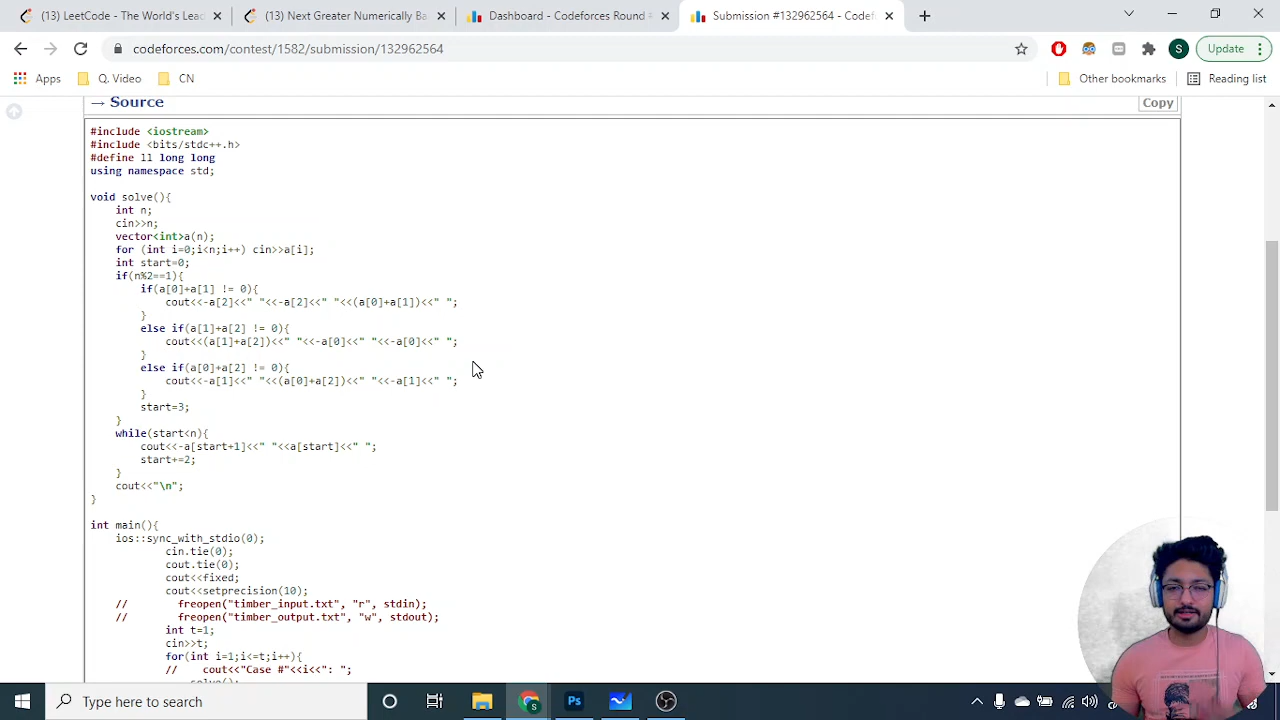 (13) LeetCode - The World's Lead
(13) Next Greater Numerically Ba
Dashboard - Codeforces Round
Submission #132962564 - Codef
codeforces.com/contest/1582/submission/132962564
S
Update
Apps
Q. Video
CN
Other bookmarks
Reading list
→ Source
Copy
#include <iostream>
#include <bits/stdc++.h>
#define ll long long
using namespace std;
void solve(){
int n;
cin>>n;
vector<int>a(n);
for (int i=0;i<n;i++) cin>>a[i];
int start=0;
if(n%2==1){
if(a[0]+a[1] != 0){
cout<<-a[2]<<" "<<-a[2]<<" "<<(a[0]+a[1])<<" ";
}
else if(a[1]+a[2] != 0){
cout<<(a[1]+a[2])<<" "<<-a[0]<<" "<<-a[0]<<" ";
}
else if(a[0]+a[2] != 0){
cout<<-a[1]<<" "<<(a[0]+a[2])<<" "<<-a[1]<<" ";
}
start=3;
}
while(start<n){
cout<<-a[start+1]<<" "<<a[start]<<" ";
start+=2;
}
cout<<"\n";
}
int main(){
ios::sync_with_stdio(0);
cin.tie(0);
cout.tie(0);
cout<<fixed;
cout<<setprecision(10);
// freopen("timber_input.txt", "r", stdin);
// freopen("timber_output.txt", "w", stdout);
int t=1;
cin>>t;
for(int i=1;i<=t;i++){
// cout<<"Case #"<<i<<": ";
solve();
Type here to search
Ps